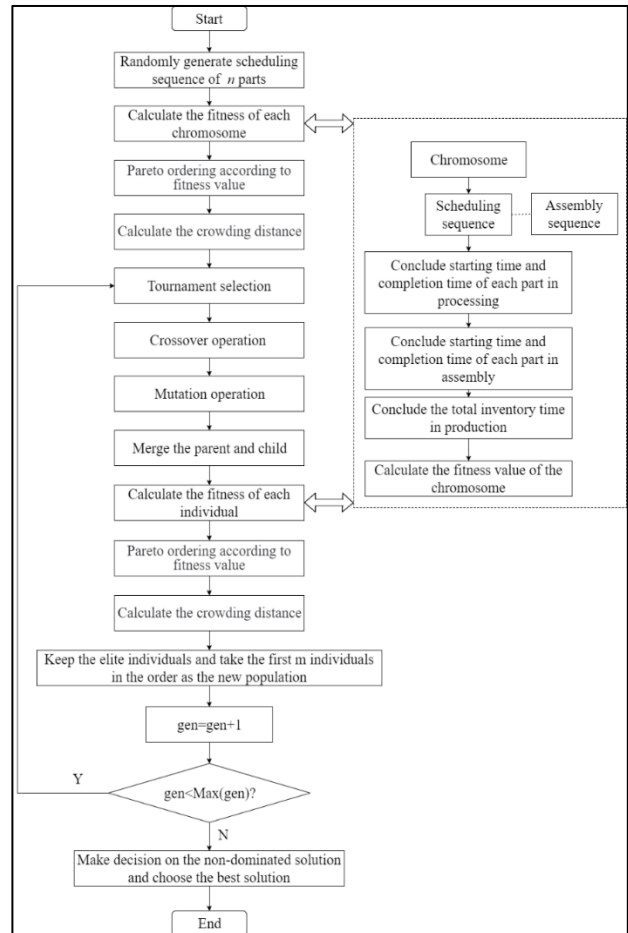 Start
Randomly generate scheduling
sequence of n parts
Calculate the fitness of each
chromosome
Pareto ordering according to
fitness value
Calculate the crowding distance
Tournament selection
Crossover operation
Mutation operation
Merge the parent and child
Calculate the fitness of each
individual
Pareto ordering according to
fitness value
Calculate the crowding distance
Keep the elite individuals and take the first m individuals
in the order as the new population
gen=gen+1
Y
gen<Max(gen)?
N
Make decision on the non-dominated solution
and choose the best solution
End
Chromosome
Scheduling
sequence
Assembly
sequence
Conclude starting time and
completion time of each part in
processing
Conclude starting time and
completion time of each part in
assembly
Conclude the total inventory time
in production
Calculate the fitness value of the
chromosome